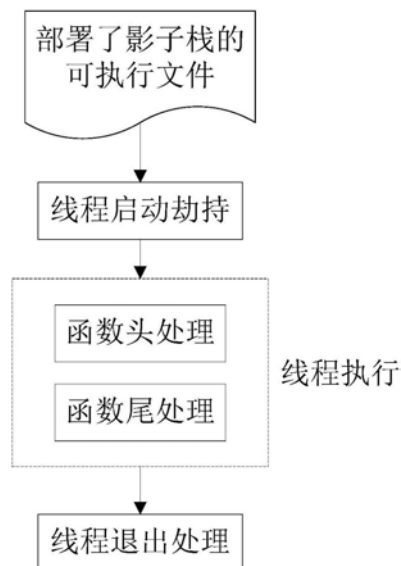 部署了影子栈的
可执行文件
线程启动劫持
函数头处理
线程执行
函数尾处理
线程退出处理